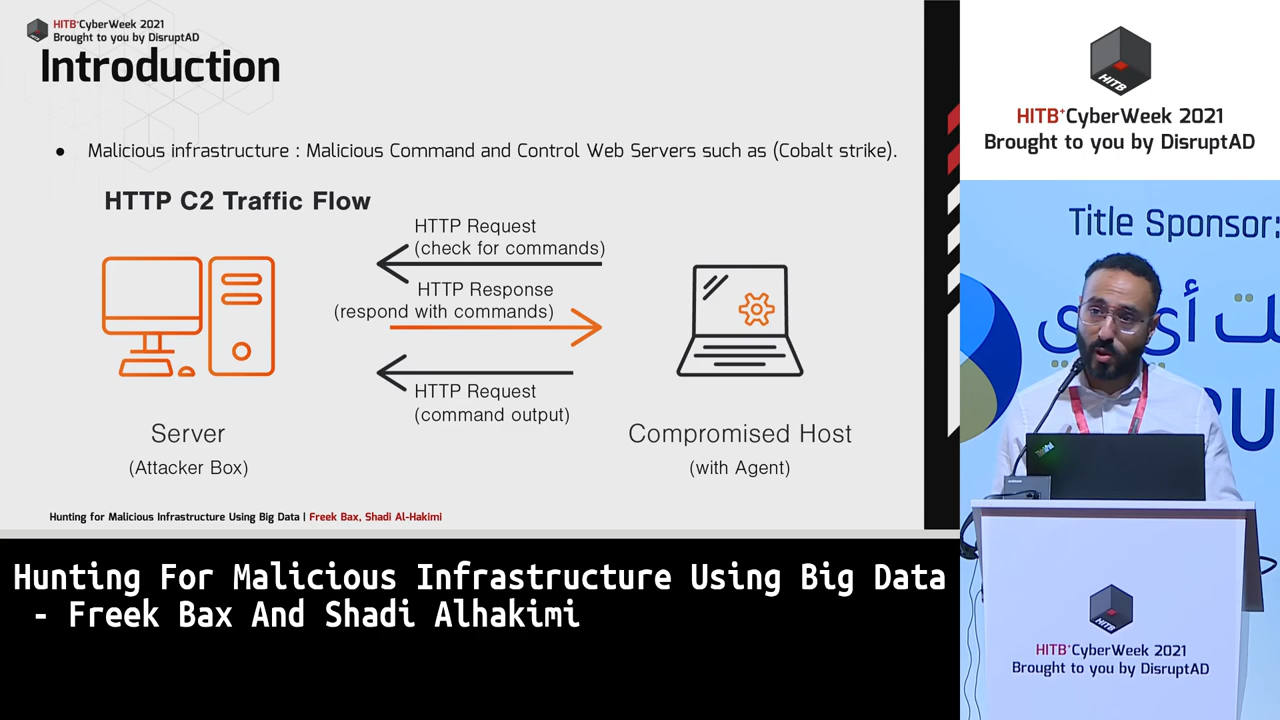 HITB+CyberWeek 2021
Brought to you by DisruptAD
Introduction
● Malicious infrastructure : Malicious Command and Control Web Servers such as (Cobalt strike).
HTTP C2 Traffic Flow
HTTP Request
(check for commands)
HTTP Response
(respond with commands)
HTTP Request
(command output)
Server
(Attacker Box)
Compromised Host
(with Agent)
Hunting for Malicious Infrastructure Using Big Data | Freek Bax, Shadi Al-Hakimi
Hunting For Malicious Infrastructure Using Big Data
- Freek Bax And Shadi Alhakimi
HITB
HITB+CyberWeek 2021
Brought to you by DisruptAD
Title Sponsor:
HITB
HITB+CyberWeek 2021
Brought to you by DisruptAD